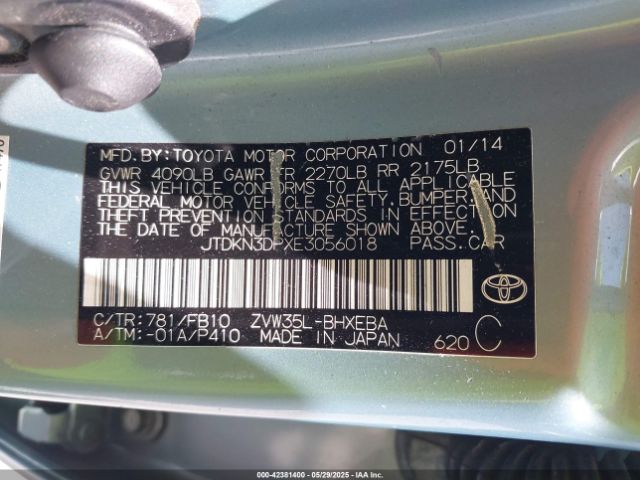 MFD. BY: TOYOTA MOTOR CORPORATION 01/14
GVWR 4090LB GAWR FR 2270LB RR 2175LB
THIS VEHICLE CONFORMS TO ALL APPLICABLE
FEDERAL MOTOR VEHICLE SAFETY, BUMPER, AND
THEFT PREVENTION STANDARDS IN EFFECT ON
THE DATE OF MANUFACTURE SHOWN ABOVE.
JTDKN3DPXE3056018 PASS.CAR
C/TR: 781/FB10 ZVW35L-BHXEBA
A/TM: -01A/P410 MADE IN JAPAN 620 C
000-42381400 - 05/29/2025 - IAAI.COM